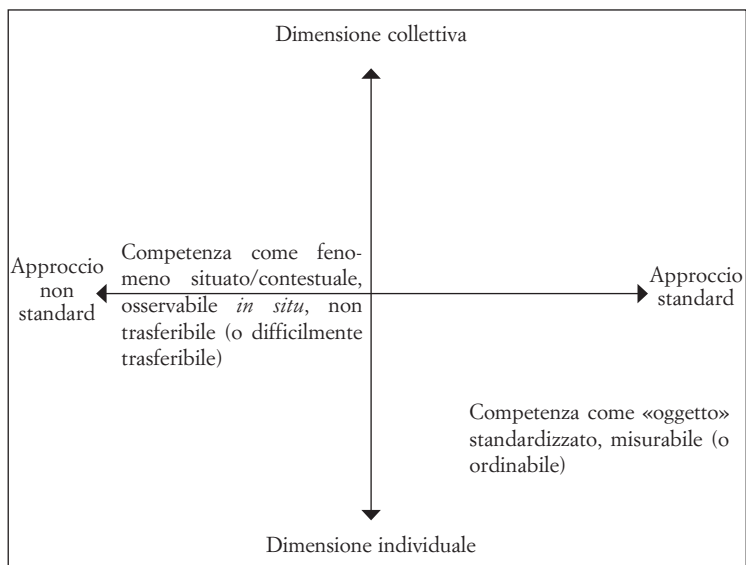 Dimensione collettiva
Approccio
non
standard
Competenza come feno-
meno situato/contestuale,
osservabile in situ, non
trasferibile (o difficilmente
trasferibile)
Approccio
standard
Competenza come «oggetto»
standardizzato, misurabile (o
ordinabile)
Dimensione individuale